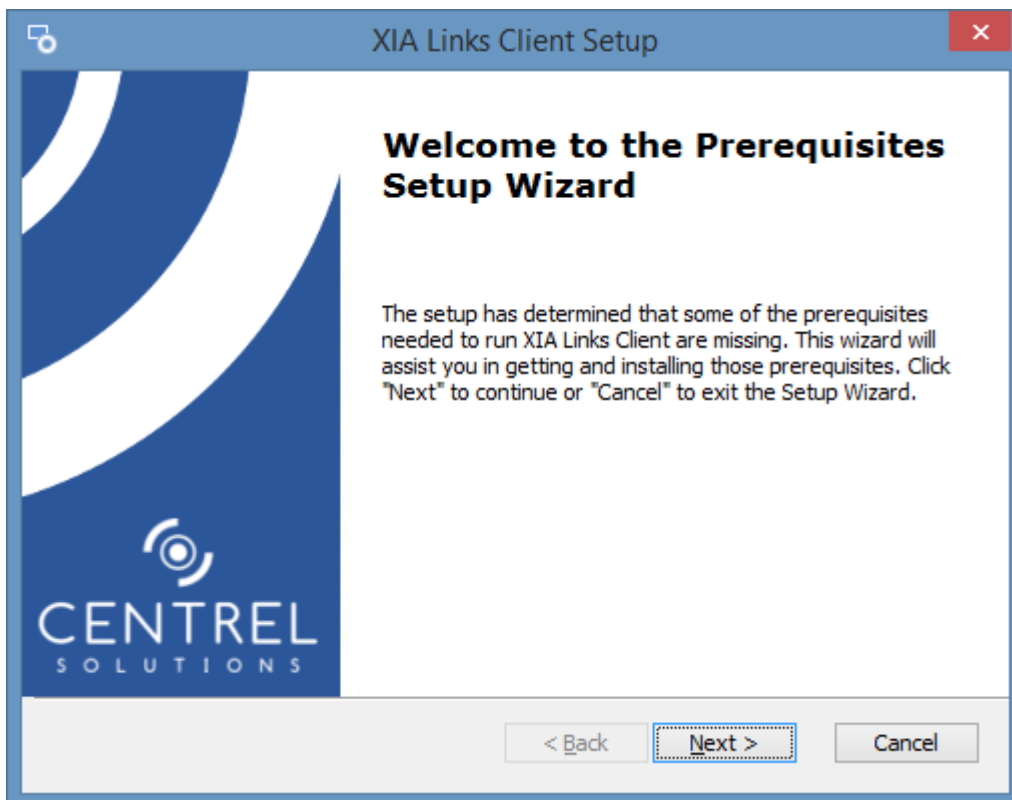 XIA Links Client Setup
Welcome to the Prerequisites
Setup Wizard
The setup has determined that some of the prerequisites
needed to run XIA Links Client are missing. This wizard will
assist you in getting and installing those prerequisites. Click
"Next" to continue or "Cancel" to exit the Setup Wizard.
CENTREL
SOLUTIONS
< Back
Next >
Cancel